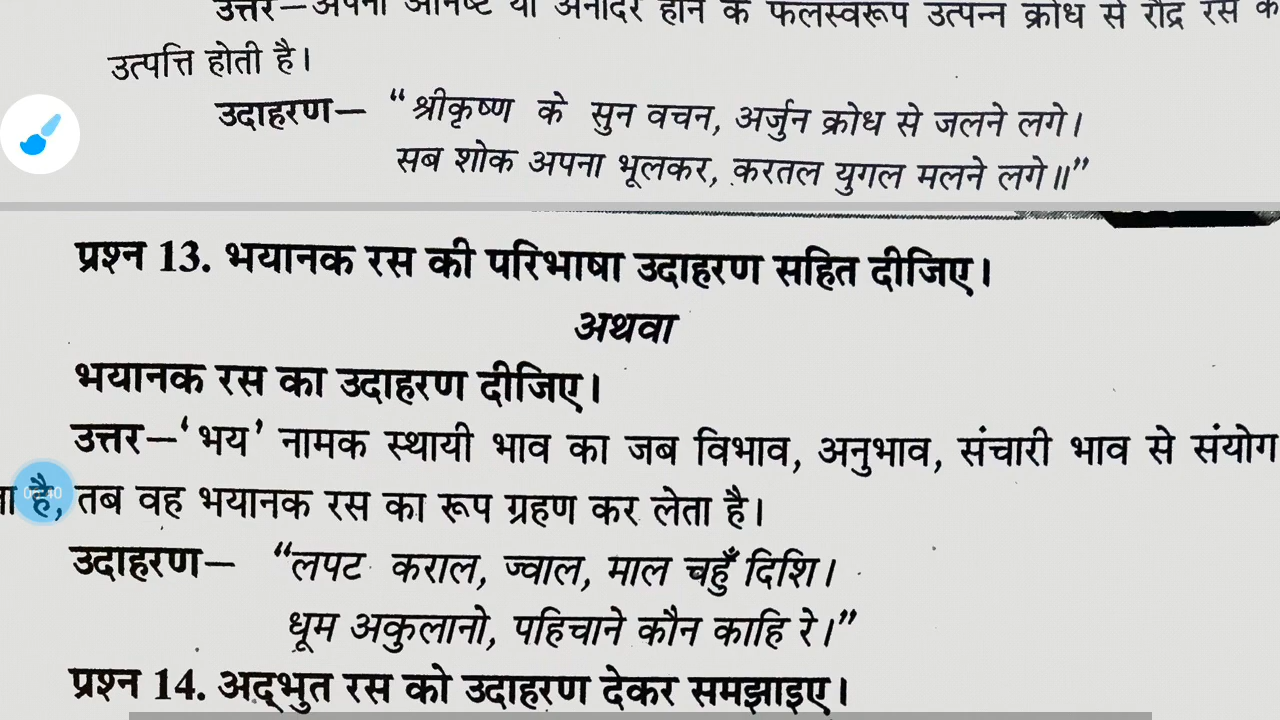 उत्तर—अपना अनिष्ट या अनादर होने के फलस्वरूप उत्पन्न क्रोध से रौद्र रस
उत्पत्ति होती है।
उदाहरण— “श्रीकृष्ण के सुन वचन, अर्जुन क्रोध से जलने लगे।
सब शोक अपना भूलकर, करतल युगल मलने लगे॥”
प्रश्न 13. भयानक रस की परिभाषा उदाहरण सहित दीजिए।
अथवा
भयानक रस का उदाहरण दीजिए।
उत्तर—‘भय’ नामक स्थायी भाव का जब विभाव, अनुभाव, संचारी भाव से संयोग
है, तब वह भयानक रस का रूप ग्रहण कर लेता है।
उदाहरण— “लपट कराल, ज्वाल, माल चहुँ दिशि।
धूम अकुलानो, पहिचाने कौन काहि रे।”
प्रश्न 14. अद्‌भुत रस को उदाहरण देकर समझाइए।